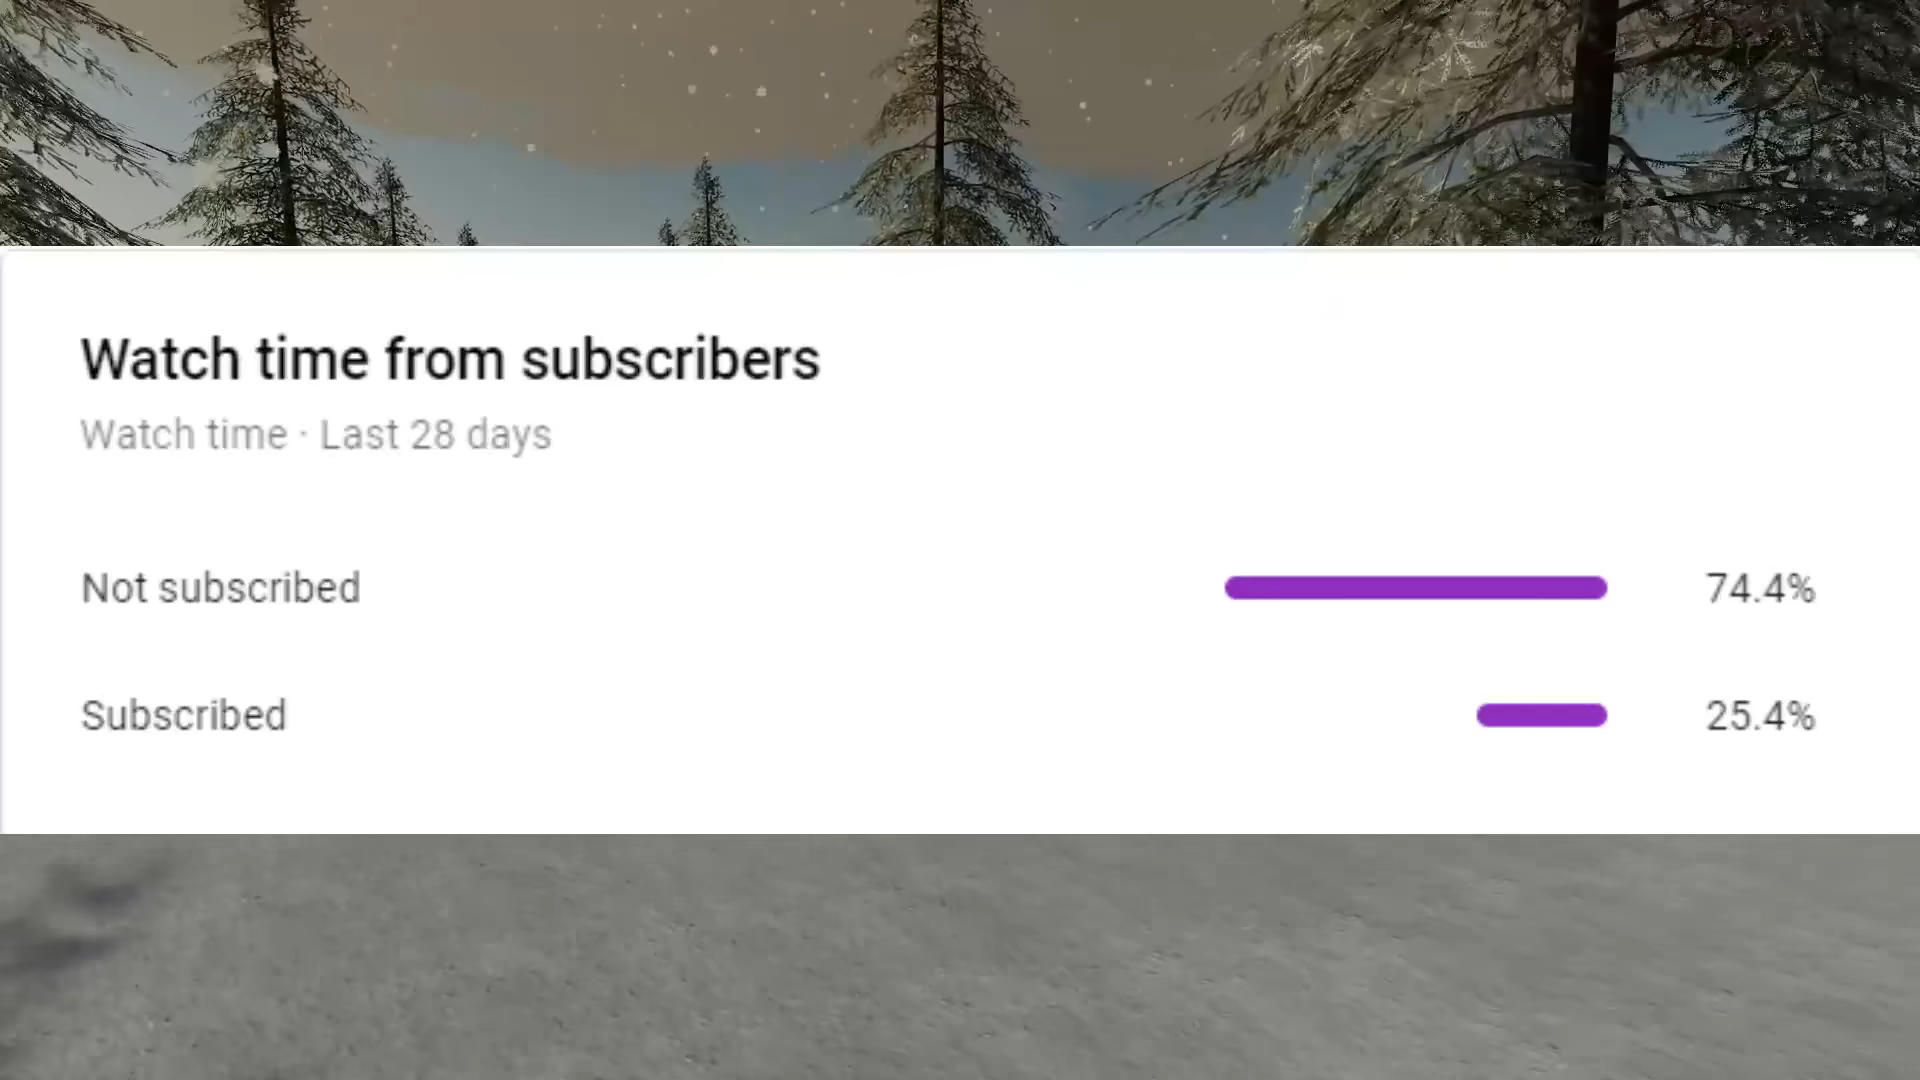 Watch time from subscribers
Watch time · Last 28 days
Not subscribed 74.4%
Subscribed 25.4%